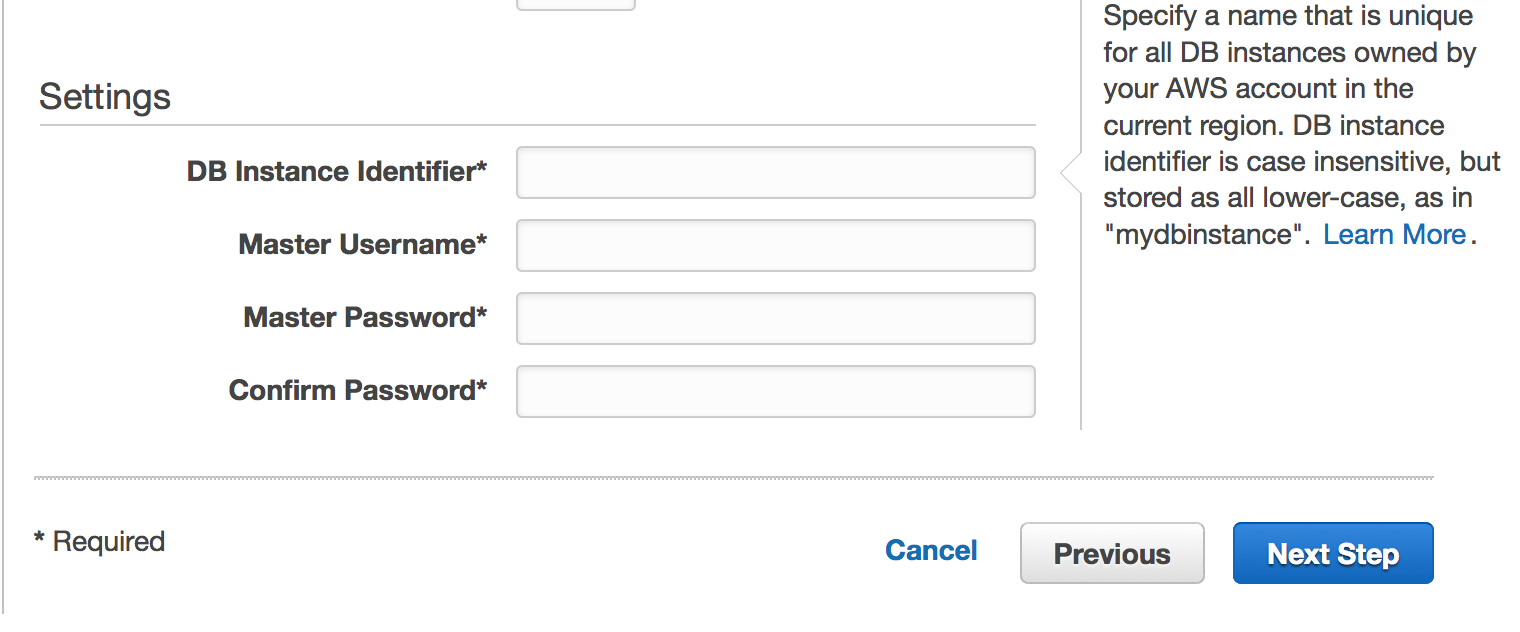 Specify a name that is unique
for all DB instances owned by
your AWS account in the
current region. DB instance
identifier is case insensitive, but
stored as all lower-case, as in
"mydbinstance". Learn More.
Settings
DB Instance Identifier*
Master Username*
Master Password*
Confirm Password*
* Required
Cancel
Previous
Next Step